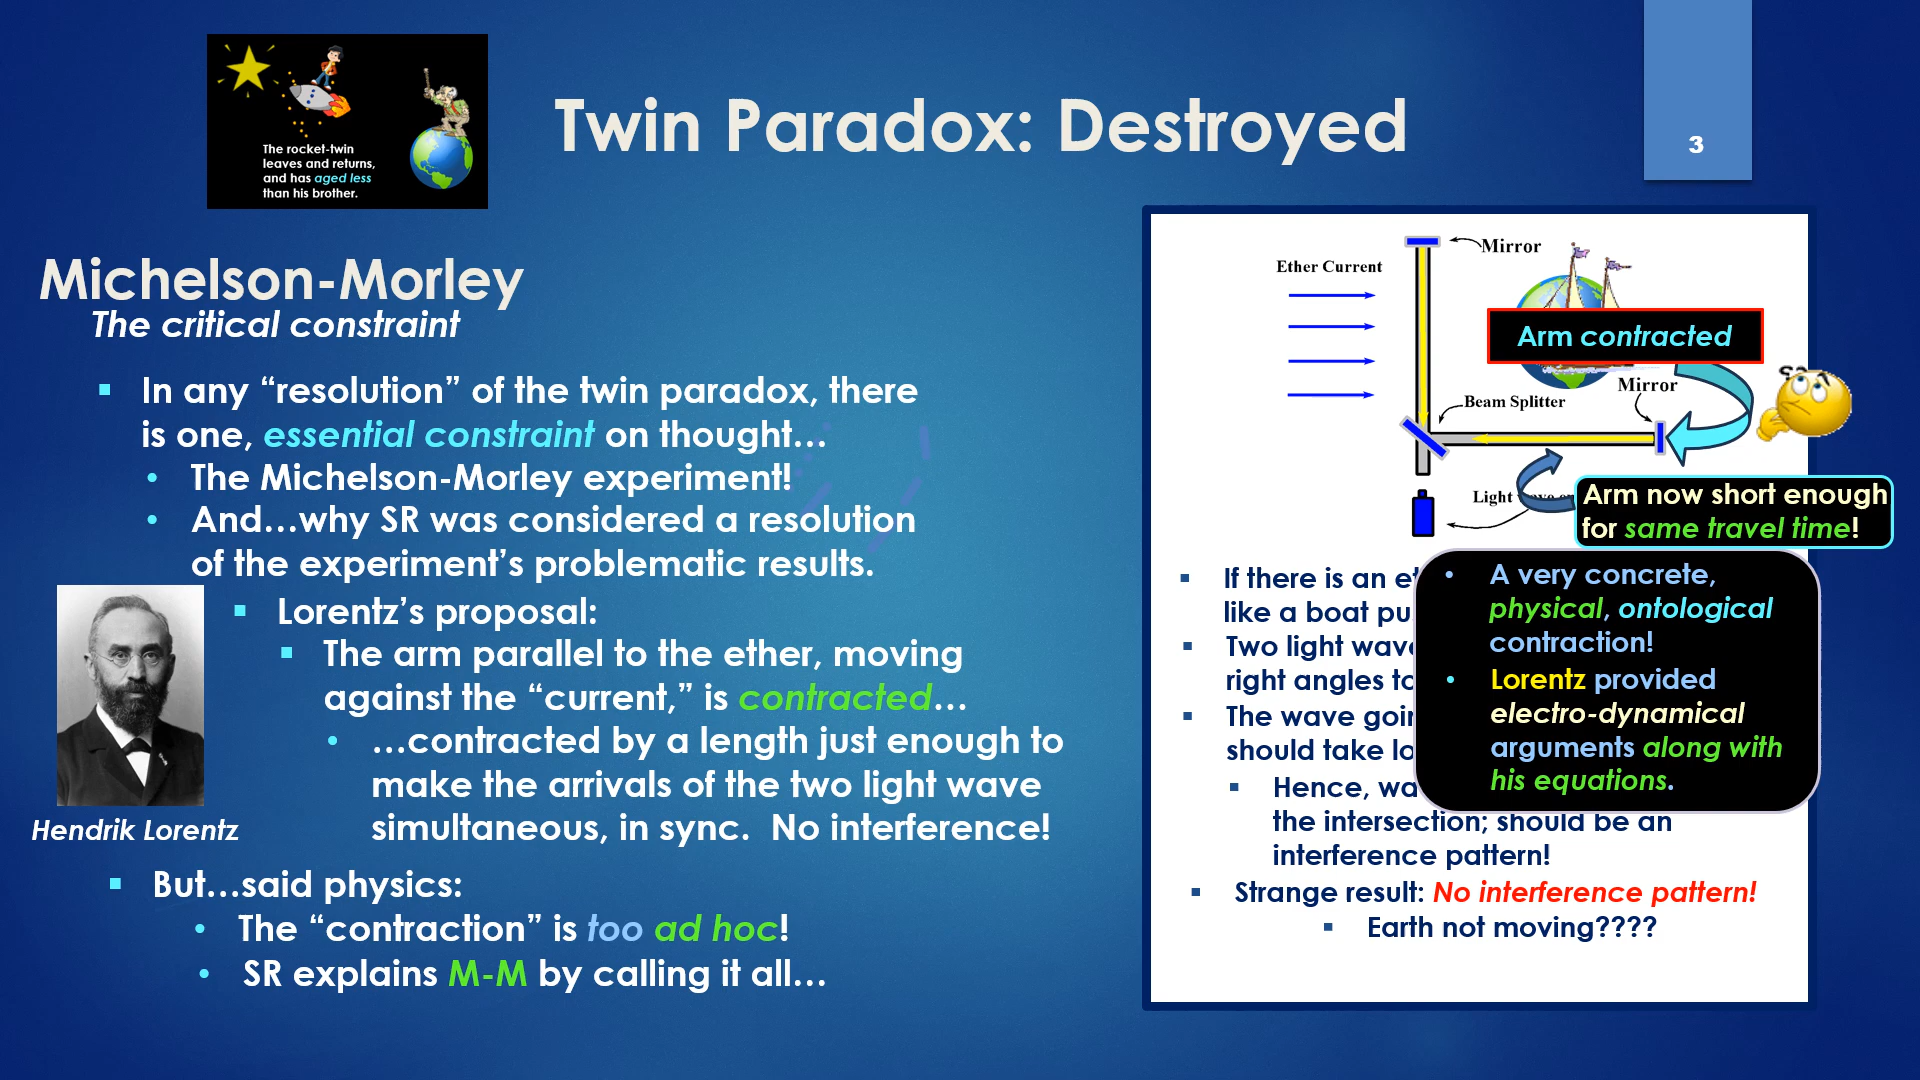 The rocket-twin
leaves and returns,
and has aged less
than his brother.
Twin Paradox: Destroyed
3
Michelson-Morley
The critical constraint
▪ In any “resolution” of the twin paradox, there
is one, essential constraint on thought…
• The Michelson-Morley experiment!
• And…why SR was considered a resolution
of the experiment’s problematic results.
▪ Lorentz’s proposal:
▪ The arm parallel to the ether, moving
against the “current,” is contracted…
• …contracted by a length just enough to
make the arrivals of the two light wave
simultaneous, in sync. No interference!
Hendrik Lorentz
▪ But…said physics:
• The “contraction” is too ad hoc!
• SR explains M-M by calling it all…
Mirror
Ether Current
Arm contracted
Mirror
Beam Splitter
Light
Arm now short enough
for same travel time!
▪ If there is an
like a boat
▪ Two light
right angles
▪ The wave
should take
▪ Hence,
the intersection; should be an
interference pattern!
▪ Strange result: No interference pattern!
▪ Earth not moving????
• A very concrete,
physical, ontological
contraction!
• Lorentz provided
electro-dynamical
arguments along with
his equations.